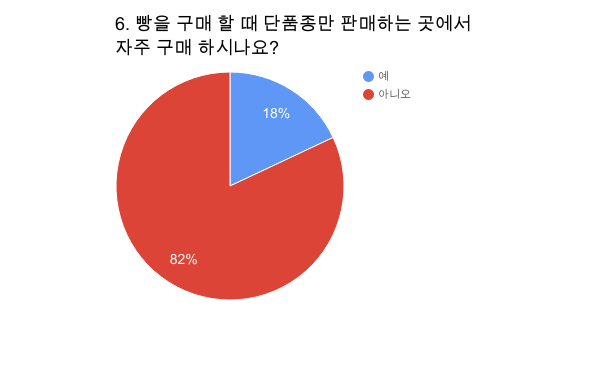 6. 빵을 구매 할 때 단품종만 판매하는 곳에서
자주 구매 하시나요?
예
아니오
18%
82%